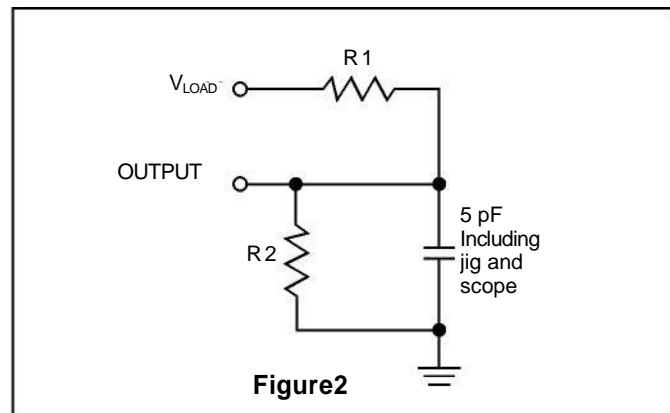 R1
VLOAD
OUTPUT
5 pF
Including
jig and
scope
R2
Figure2